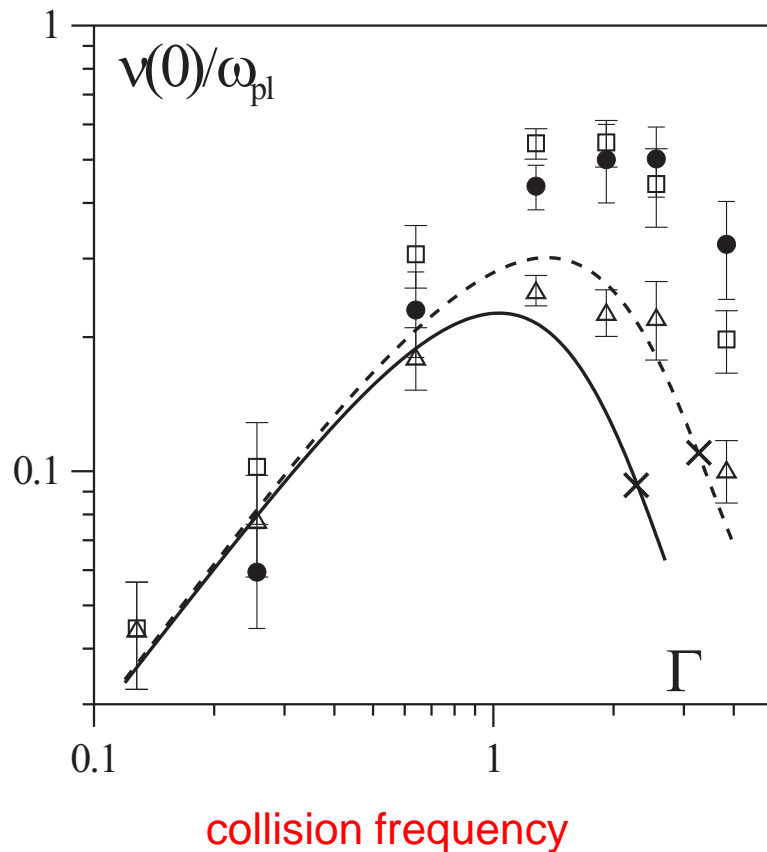 1
ν(0)/ω_pl
0.1
Γ
0.1
1
collision frequency